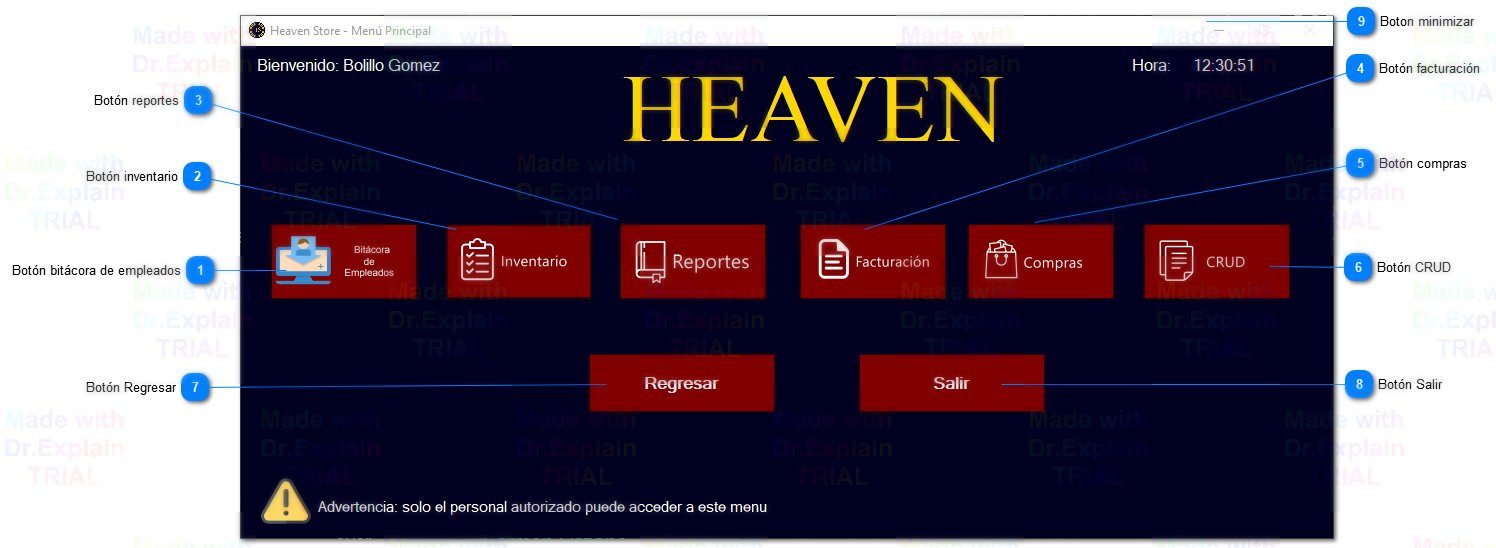 Heaven Store - Menú Principal
9 Boton minimizar
Bienvenido: Bolillo Gomez
Hora: 12:30:51
4 Botón facturación
HEAVEN
Botón reportes 3
5 Botón compras
Botón inventario 2
Bitácora
de
Empleados
Inventario
Reportes
Facturación
Compras
CRUD
Botón bitácora de empleados 1
6 Botón CRUD
Regresar
Salir
Botón Regresar 7
8 Botón Salir
Advertencia: solo el personal autorizado puede acceder a este menu
Made with
Dr.Explain
TRIAL